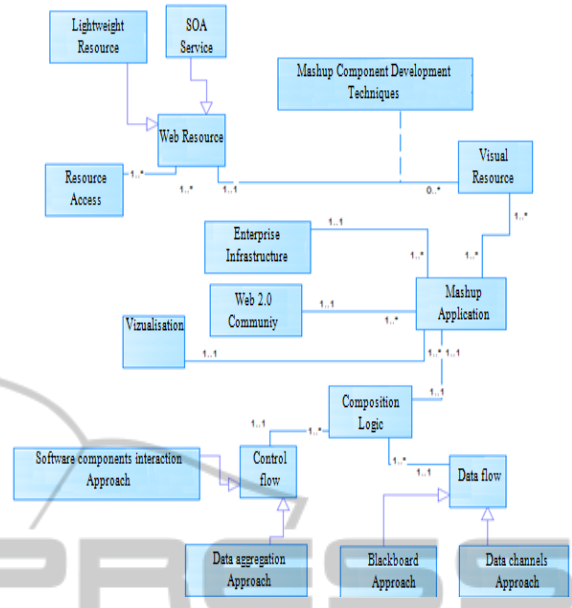 Lightweight
Resource
SOA
Service
Mashup Component Development
Techniques
Web Resource
Visual
Resource
Resource
Access
1..*
1..*
1..1
0..*
1..*
Enterprise
Infrastructure
1..1
1..*
1..*
Web 2.0
Communiy
1..1
1..*
Mashup
Application
Vizualisation
1..1
1..* 1..1
1..1
Composition
Logic
1..1
1..*
Software components interaction
Approach
Control
flow
1..*
1..1
Data flow
Data aggregation
Approach
Blackboard
Approach
Data channels
Approach
PRESS